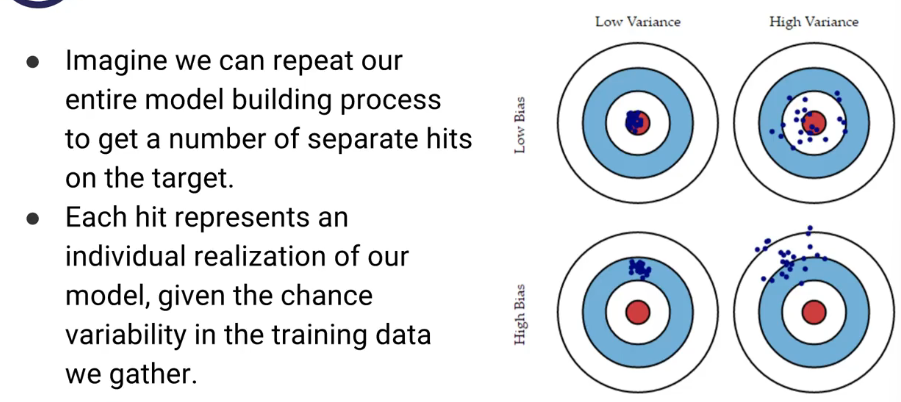 ● Imagine we can repeat our
entire model building process
to get a number of separate hits
on the target.
● Each hit represents an
individual realization of our
model, given the chance
variability in the training data
we gather.
Low Variance
High Variance
Low Bias
High Bias